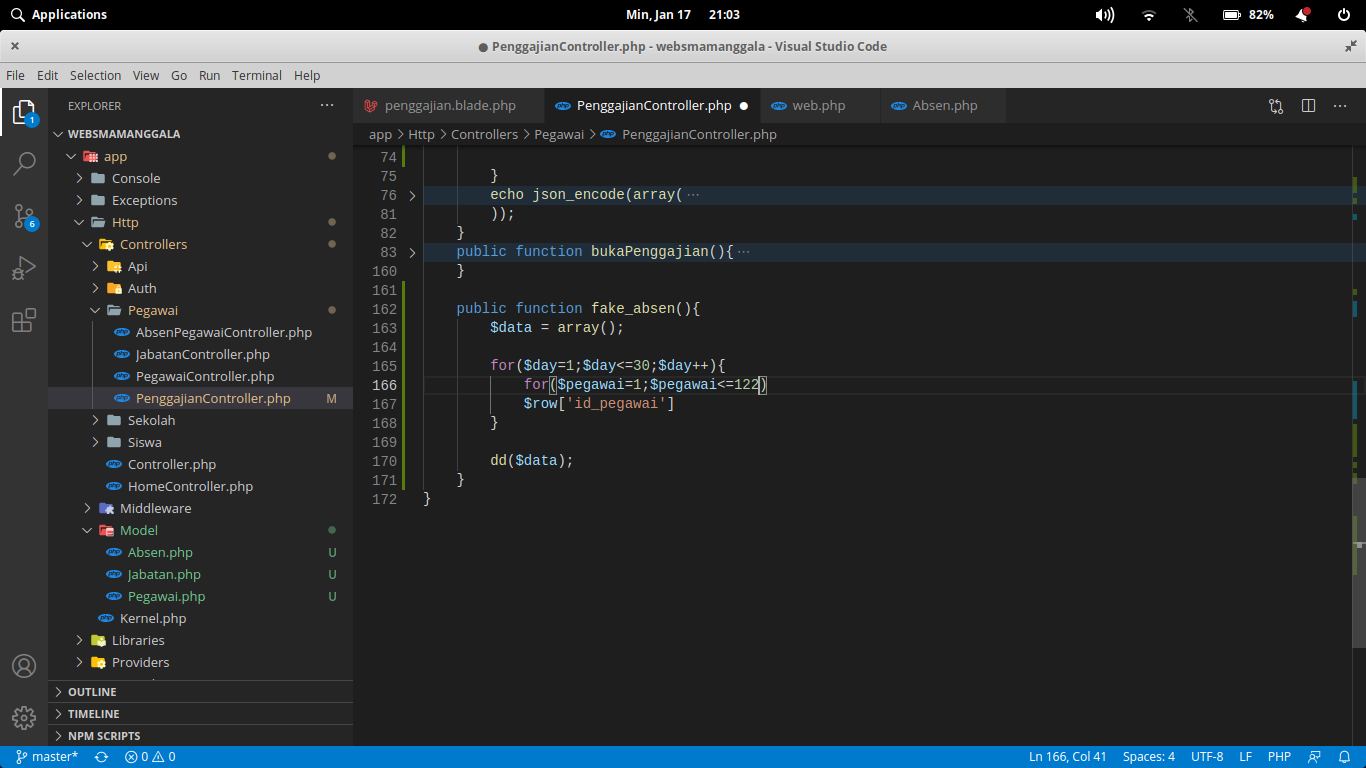 Applications
Min, Jan 17 21:03
82%
● PenggajianController.php - websmamanggala - Visual Studio Code
File Edit Selection View Go Run Terminal Help
1
6
EXPLORER
WEBSMAMANGGALA
app
Console
Exceptions
Http
Controllers
Api
Auth
Pegawai
AbsenPegawaiController.php
JabatanController.php
PegawaiController.php
PenggajianController.php M
Sekolah
Siswa
Controller.php
HomeController.php
Middleware
Model
Absen.php U
Jabatan.php U
Pegawai.php U
Kernel.php
Libraries
Providers
OUTLINE
TIMELINE
NPM SCRIPTS
penggajian.blade.php PenggajianController.php ● web.php Absen.php
app > Http > Controllers > Pegawai > PenggajianController.php
74
75 }
76 echo json_encode(array( ···
81 ));
82 }
83 public function bukaPenggajian(){ ···
160 }
161
162 public function fake_absen(){
163 $data = array();
164
165 for($day=1;$day<=30;$day++){
166 for($pegawai=1;$pegawai<=122)
167 $row['id_pegawai']
168 }
169
170 dd($data);
171 }
172 }
master* 0 0 Ln 166, Col 41 Spaces: 4 UTF-8 LF PHP